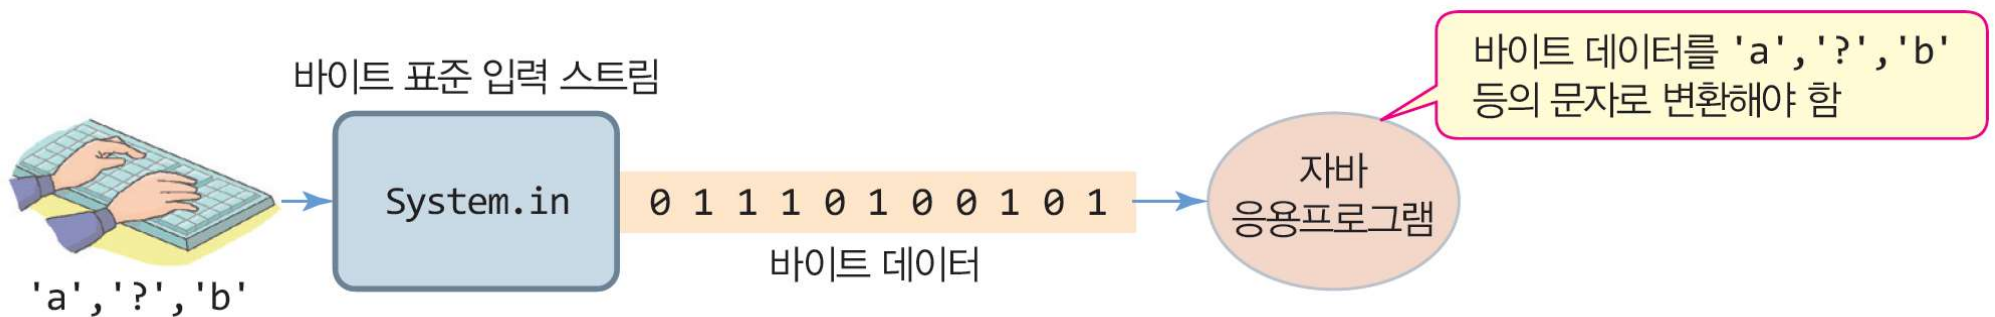 바이트 데이터를 'a','?','b'
등의 문자로 변환해야 함
바이트 표준 입력 스트림
System.in
0 1 1 1 0 1 0 0 1 0 1
자바
응용프로그램
바이트 데이터
'a','?','b'